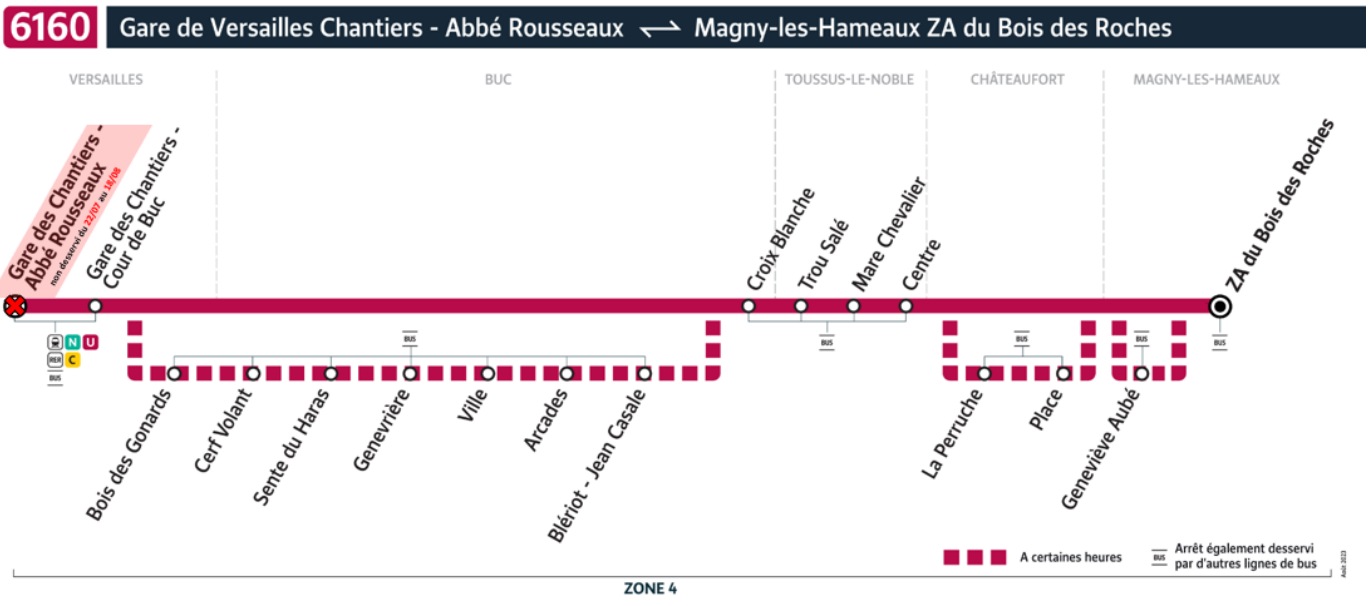 6160 Gare de Versailles Chantiers - Abbé Rousseaux Magny-les-Hameaux ZA du Bois des Roches
VERSAILLES
BUC
TOUSSUS-LE-NOBLE
CHÂTEAUFORT
MAGNY-LES-HAMEAUX
Gare des Chantiers -
Abbé Rousseaux
non desservi du 22/07 au 18/08
Gare des Chantiers -
Cour de Buc
Croix Blanche
Trou Salé
Mare Chevalier
Centre
ZA du Bois des Roches
N U
RER C
BUS
BUS
BUS
BUS
BUS
BUS
Bois des Gonards
Cerf Volant
Sente du Haras
Genevrière
Ville
Arcades
Blériot - Jean Casale
La Perruche
Place
Geneviève Aubé
A certaines heures
BUS
Arrêt également desservi
par d'autres lignes de bus
Août 2023
ZONE 4